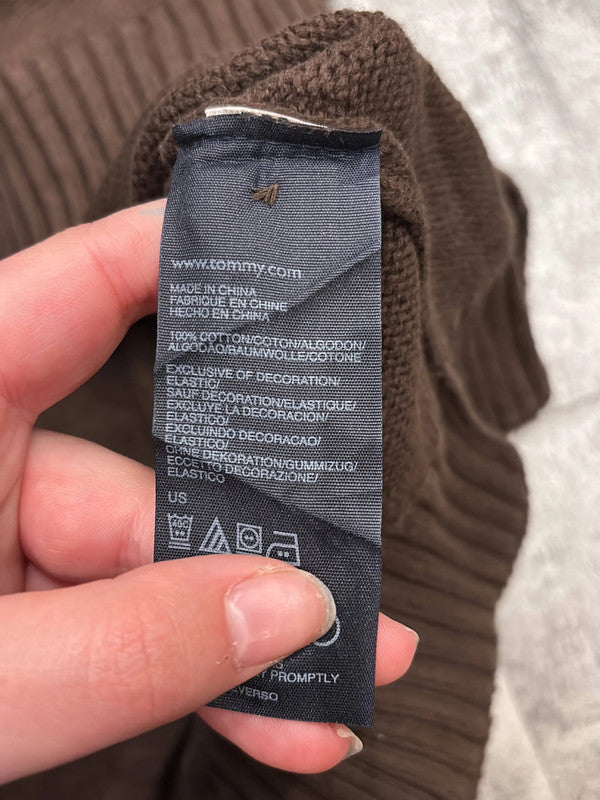 www.tommy.com
MADE IN CHINA
FABRIQUE EN CHINE
HECHO EN CHINA
100% COTTON/COTON/ALGODON/
ALGODAO/BAUMWOLLE/COTONE
EXCLUSIVE OF DECORATION/
ELASTIC/
SAUF DECORATION/ELASTIQUE/
EXCLUYE LA DECORACION/
ELASTICO/
EXCLUINDO DECORACAO/
ELASTICO/
OHNE DEKORATION/GUMMIZUG/
ECCETTO DECORAZIONE/
ELASTICO
US
40C
PROMPTLY